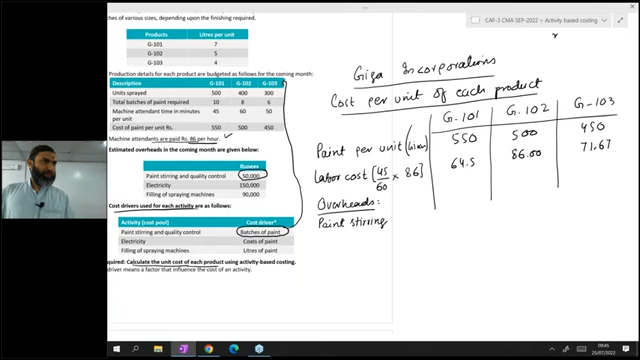 ches of various sizes, depending upon the finishing required.
Products Litres per unit
G-101 7
G-102 5
G-103 4
Production details for each product are budgeted as follows for the coming month:
Description G-101 G-102 G-103
Units sprayed 500 400 300
Total batches of paint required 10 8 6
Machine attendant time in minutes per unit 45 60 50
Cost of paint per unit Rs. 550 500 450
Machine attendants are paid Rs. 86 per hour.
Estimated overheads in the coming month are given below:
Rupees
Paint stirring and quality control 50,000
Electricity 150,000
Filling of spraying machines 90,000
Cost drivers used for each activity are as follows:
Activity [cost pool] Cost driver*
Paint stirring and quality control Batches of paint
Electricity Coats of paint
Filling of spraying machines Litres of paint
quired: Calculate the unit cost of each product using activity-based costing.
driver means a factor that influence the cost of an activity.
CAF-3 CMA SEP-2022 > Activity based costing
Giga Incorporations
Cost per unit of each product
G-101 G-102 G-103
Paint per unit (Given) 550 500 450
Labor cost [45/60 x 86] 64.5 86.00 71.67
Overheads:
Paint stirring
09:45
25/07/2022